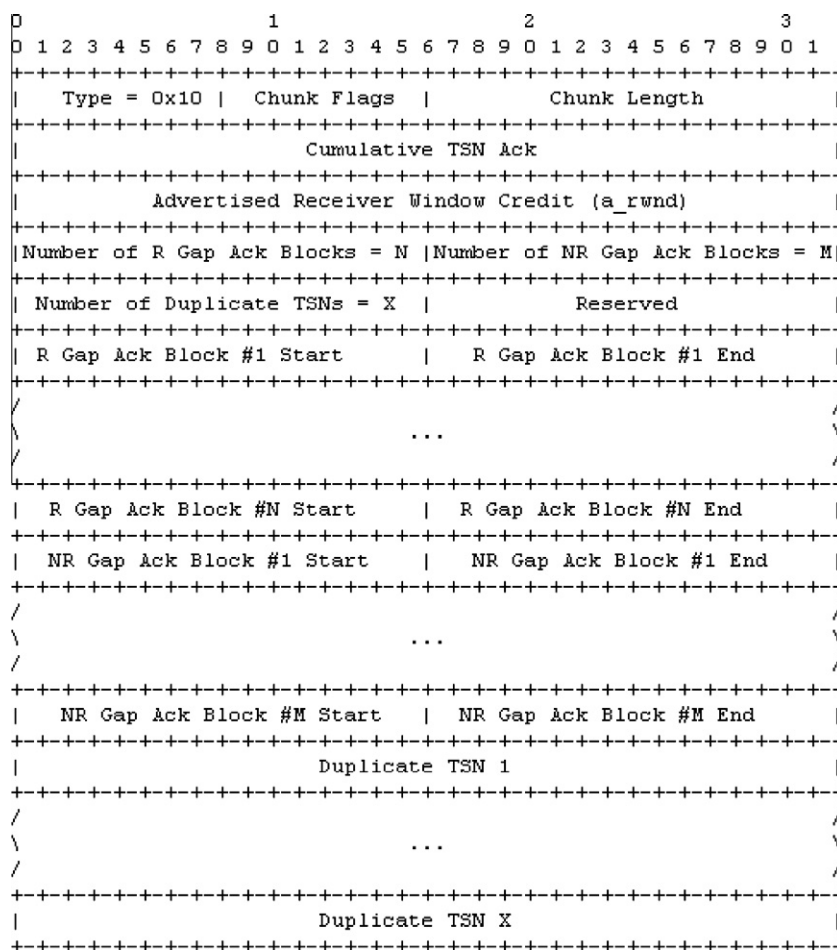 0                   1                   2                   3
0 1 2 3 4 5 6 7 8 9 0 1 2 3 4 5 6 7 8 9 0 1 2 3 4 5 6 7 8 9 0 1
+-+-+-+-+-+-+-+-+-+-+-+-+-+-+-+-+-+-+-+-+-+-+-+-+-+-+-+-+-+-+-+-
|   Type = 0x10 |  Chunk Flags  |         Chunk Length          |
+-+-+-+-+-+-+-+-+-+-+-+-+-+-+-+-+-+-+-+-+-+-+-+-+-+-+-+-+-+-+-+-
|                      Cumulative TSN Ack                       |
+-+-+-+-+-+-+-+-+-+-+-+-+-+-+-+-+-+-+-+-+-+-+-+-+-+-+-+-+-+-+-+-
|          Advertised Receiver Window Credit (a_rwnd)           |
+-+-+-+-+-+-+-+-+-+-+-+-+-+-+-+-+-+-+-+-+-+-+-+-+-+-+-+-+-+-+-+-
|Number of R Gap Ack Blocks = N |Number of NR Gap Ack Blocks = M|
+-+-+-+-+-+-+-+-+-+-+-+-+-+-+-+-+-+-+-+-+-+-+-+-+-+-+-+-+-+-+-+-
| Number of Duplicate TSNs = X  |           Reserved            |
+-+-+-+-+-+-+-+-+-+-+-+-+-+-+-+-+-+-+-+-+-+-+-+-+-+-+-+-+-+-+-+-
| R Gap Ack Block #1 Start      |   R Gap Ack Block #1 End      |
+-+-+-+-+-+-+-+-+-+-+-+-+-+-+-+-+-+-+-+-+-+-+-+-+-+-+-+-+-+-+-+-
/                                                               /
\                              ...                              \
/                                                               /
+-+-+-+-+-+-+-+-+-+-+-+-+-+-+-+-+-+-+-+-+-+-+-+-+-+-+-+-+-+-+-+-
|  R Gap Ack Block #N Start     |  R Gap Ack Block #N End       |
+-+-+-+-+-+-+-+-+-+-+-+-+-+-+-+-+-+-+-+-+-+-+-+-+-+-+-+-+-+-+-+-
|  NR Gap Ack Block #1 Start    |   NR Gap Ack Block #1 End     |
+-+-+-+-+-+-+-+-+-+-+-+-+-+-+-+-+-+-+-+-+-+-+-+-+-+-+-+-+-+-+-+-
/                                                               /
\                              ...                              \
/                                                               /
+-+-+-+-+-+-+-+-+-+-+-+-+-+-+-+-+-+-+-+-+-+-+-+-+-+-+-+-+-+-+-+-
|   NR Gap Ack Block #M Start   |  NR Gap Ack Block #M End      |
+-+-+-+-+-+-+-+-+-+-+-+-+-+-+-+-+-+-+-+-+-+-+-+-+-+-+-+-+-+-+-+-
|                       Duplicate TSN 1                         |
+-+-+-+-+-+-+-+-+-+-+-+-+-+-+-+-+-+-+-+-+-+-+-+-+-+-+-+-+-+-+-+-
/                                                               /
\                              ...                              \
/                                                               /
+-+-+-+-+-+-+-+-+-+-+-+-+-+-+-+-+-+-+-+-+-+-+-+-+-+-+-+-+-+-+-+-
|                       Duplicate TSN X                         |
+-+-+-+-+-+-+-+-+-+-+-+-+-+-+-+-+-+-+-+-+-+-+-+-+-+-+-+-+-+-+-+-